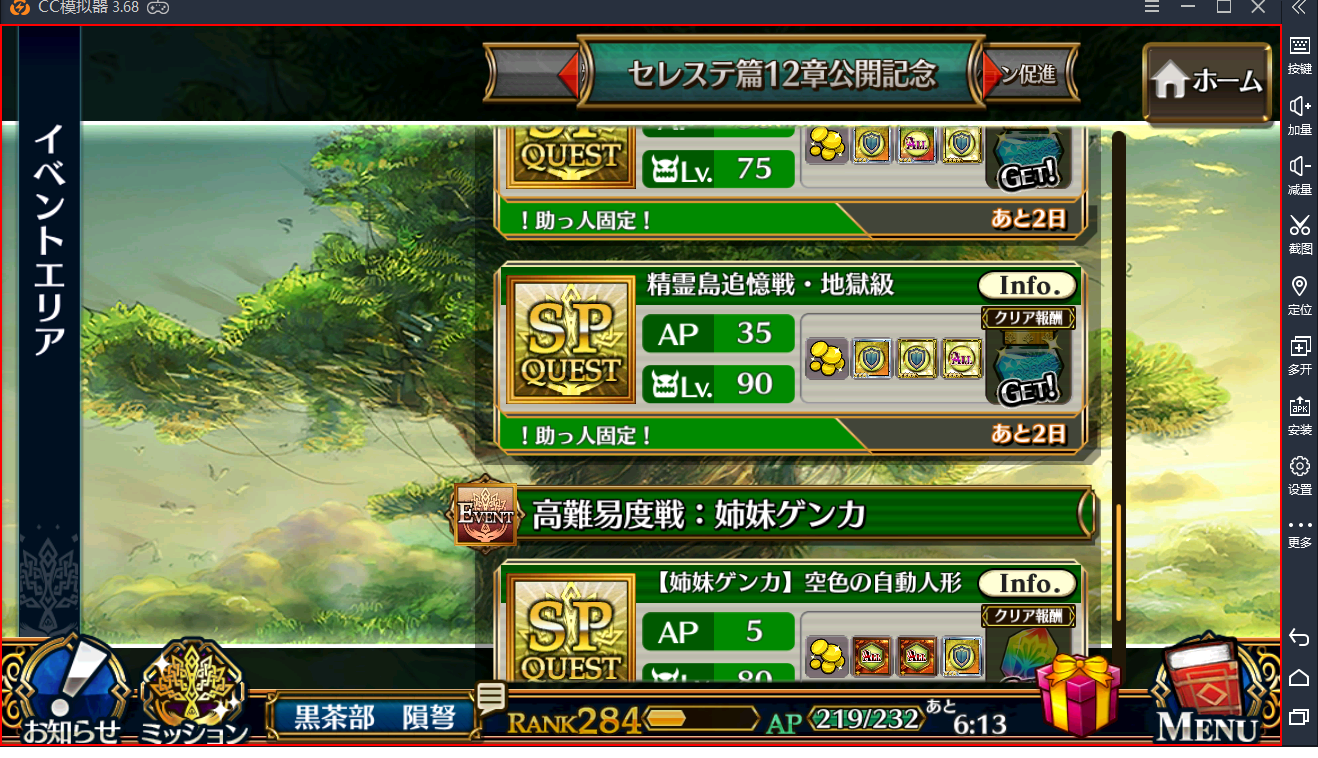 CC模拟器 3.68
セレステ篇12章公開記念
ン促進
ホーム
イベントエリア
QUEST
Lv. 75
ALL
GET!
！助っ人固定！
あと2日
精霊島追憶戦・地獄級
Info.
SP
QUEST
AP 35
Lv. 90
クリア報酬
ALL
GET!
！助っ人固定！
あと2日
EVENT
高難易度戦：姉妹ゲンカ
【姉妹ゲンカ】空色の自動人形
Info.
SP
QUEST
AP 5
クリア報酬
ALL
ALL
お知らせ
ミッション
黒茶部 隕弩
RANK284
AP 219/232
あと
6:13
MENU
按键
加量
减量
截图
定位
多开
APK
安装
设置
更多